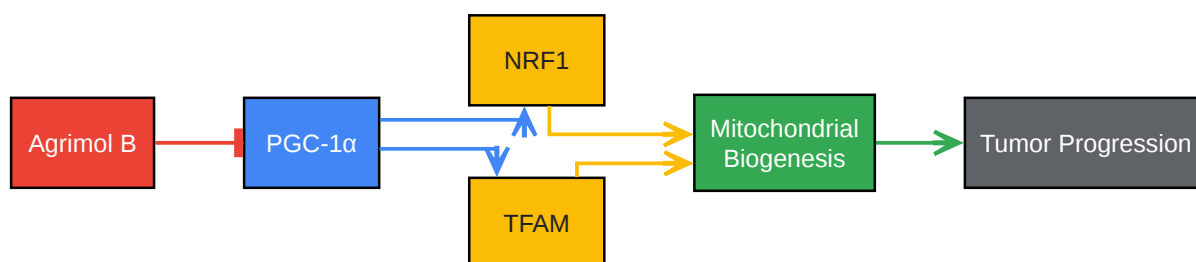 NRF1
Agrimol B
PGC-1α
Mitochondrial
Biogenesis
Tumor Progression
TFAM